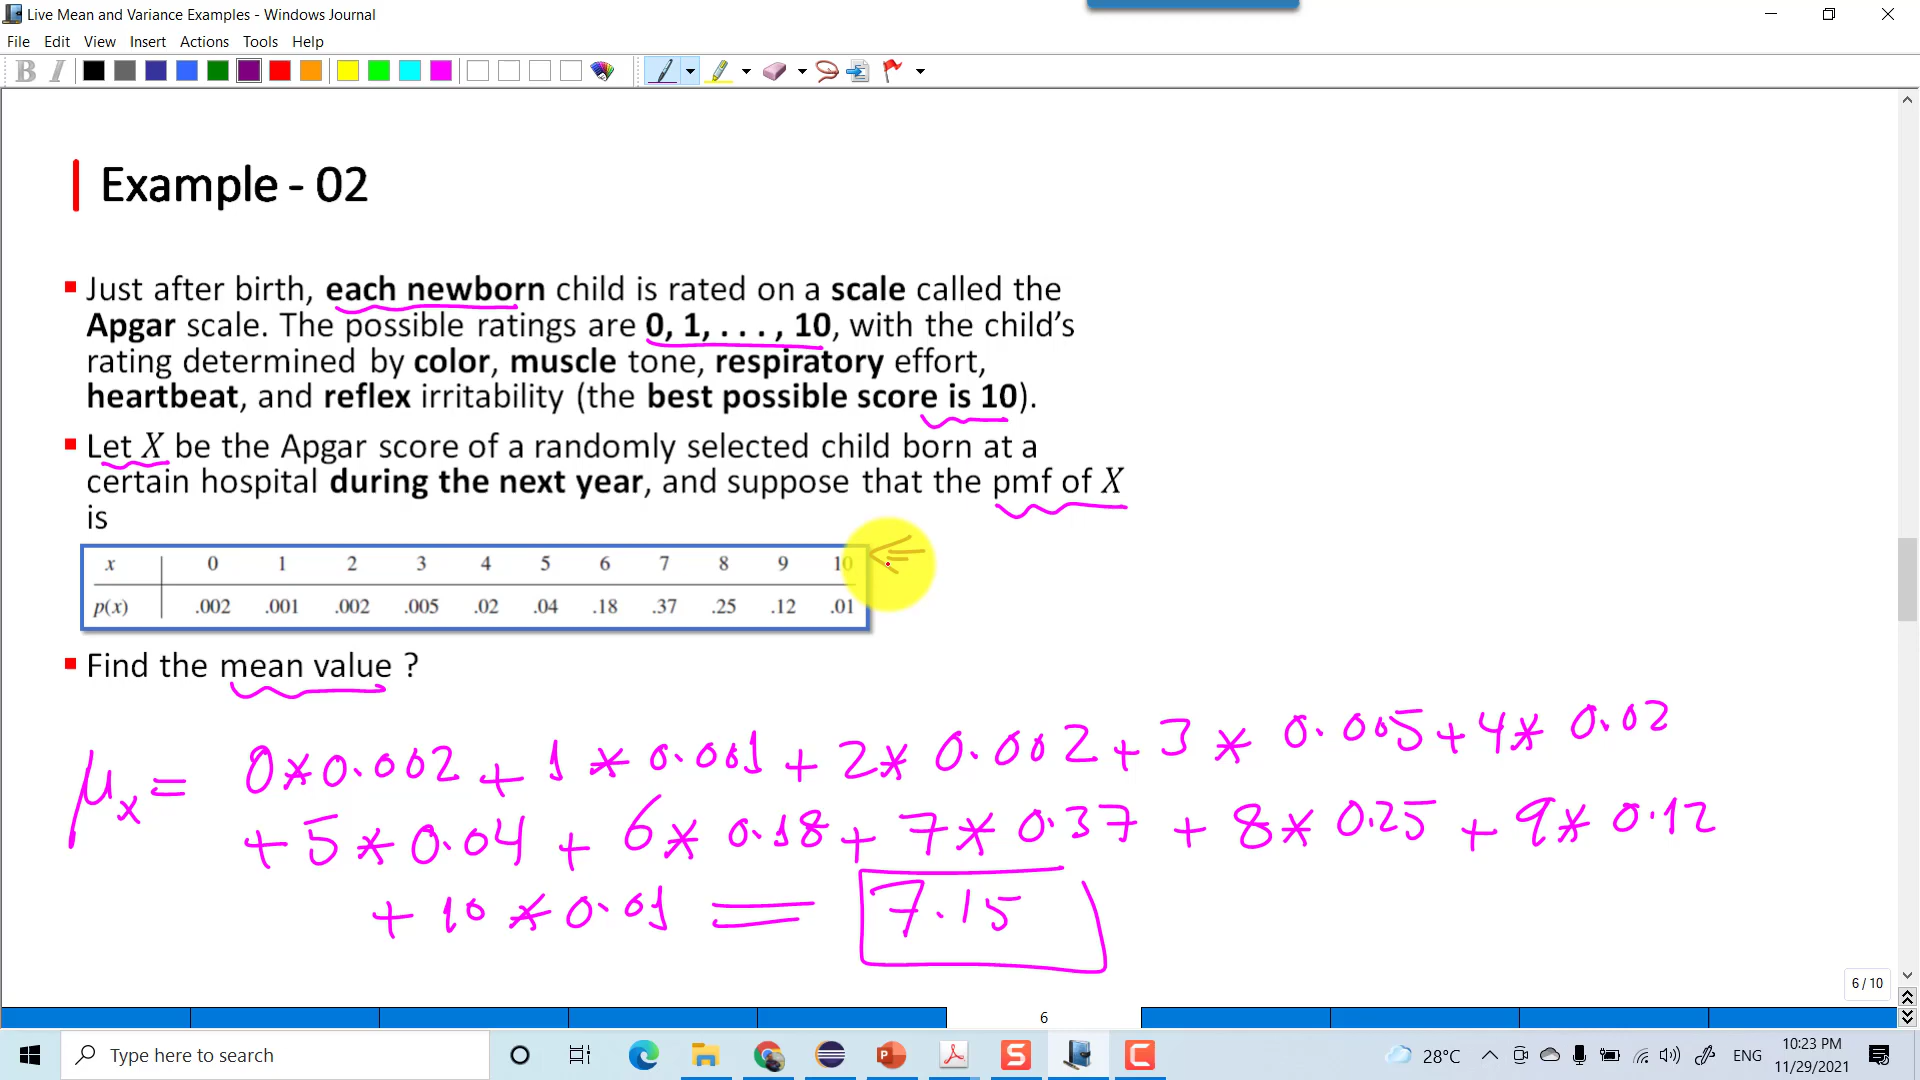 Live Mean and Variance Examples - Windows Journal
File Edit View Insert Actions Tools Help
B I
Example - 02
Just after birth, each newborn child is rated on a scale called the
Apgar scale. The possible ratings are 0, 1, . . . , 10, with the child's
rating determined by color, muscle tone, respiratory effort,
heartbeat, and reflex irritability (the best possible score is 10).
Let X be the Apgar score of a randomly selected child born at a
certain hospital during the next year, and suppose that the pmf of X
is
x 0 1 2 3 4 5 6 7 8 9 10
p(x) .002 .001 .002 .005 .02 .04 .18 .37 .25 .12 .01
Find the mean value ?
μx = 0*0.002 + 1*0.001 + 2*0.002 + 3*0.005 + 4*0.02
+ 5*0.04 + 6*0.18 + 7*0.37 + 8*0.25 + 9*0.12
+ 10*0.01 = 7.15
6 / 10
6
Type here to search
28°C
ENG
10:23 PM
11/29/2021